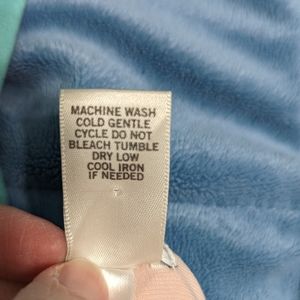 MACHINE WASH
COLD GENTLE
CYCLE DO NOT
BLEACH TUMBLE
DRY LOW
COOL IRON
IF NEEDED